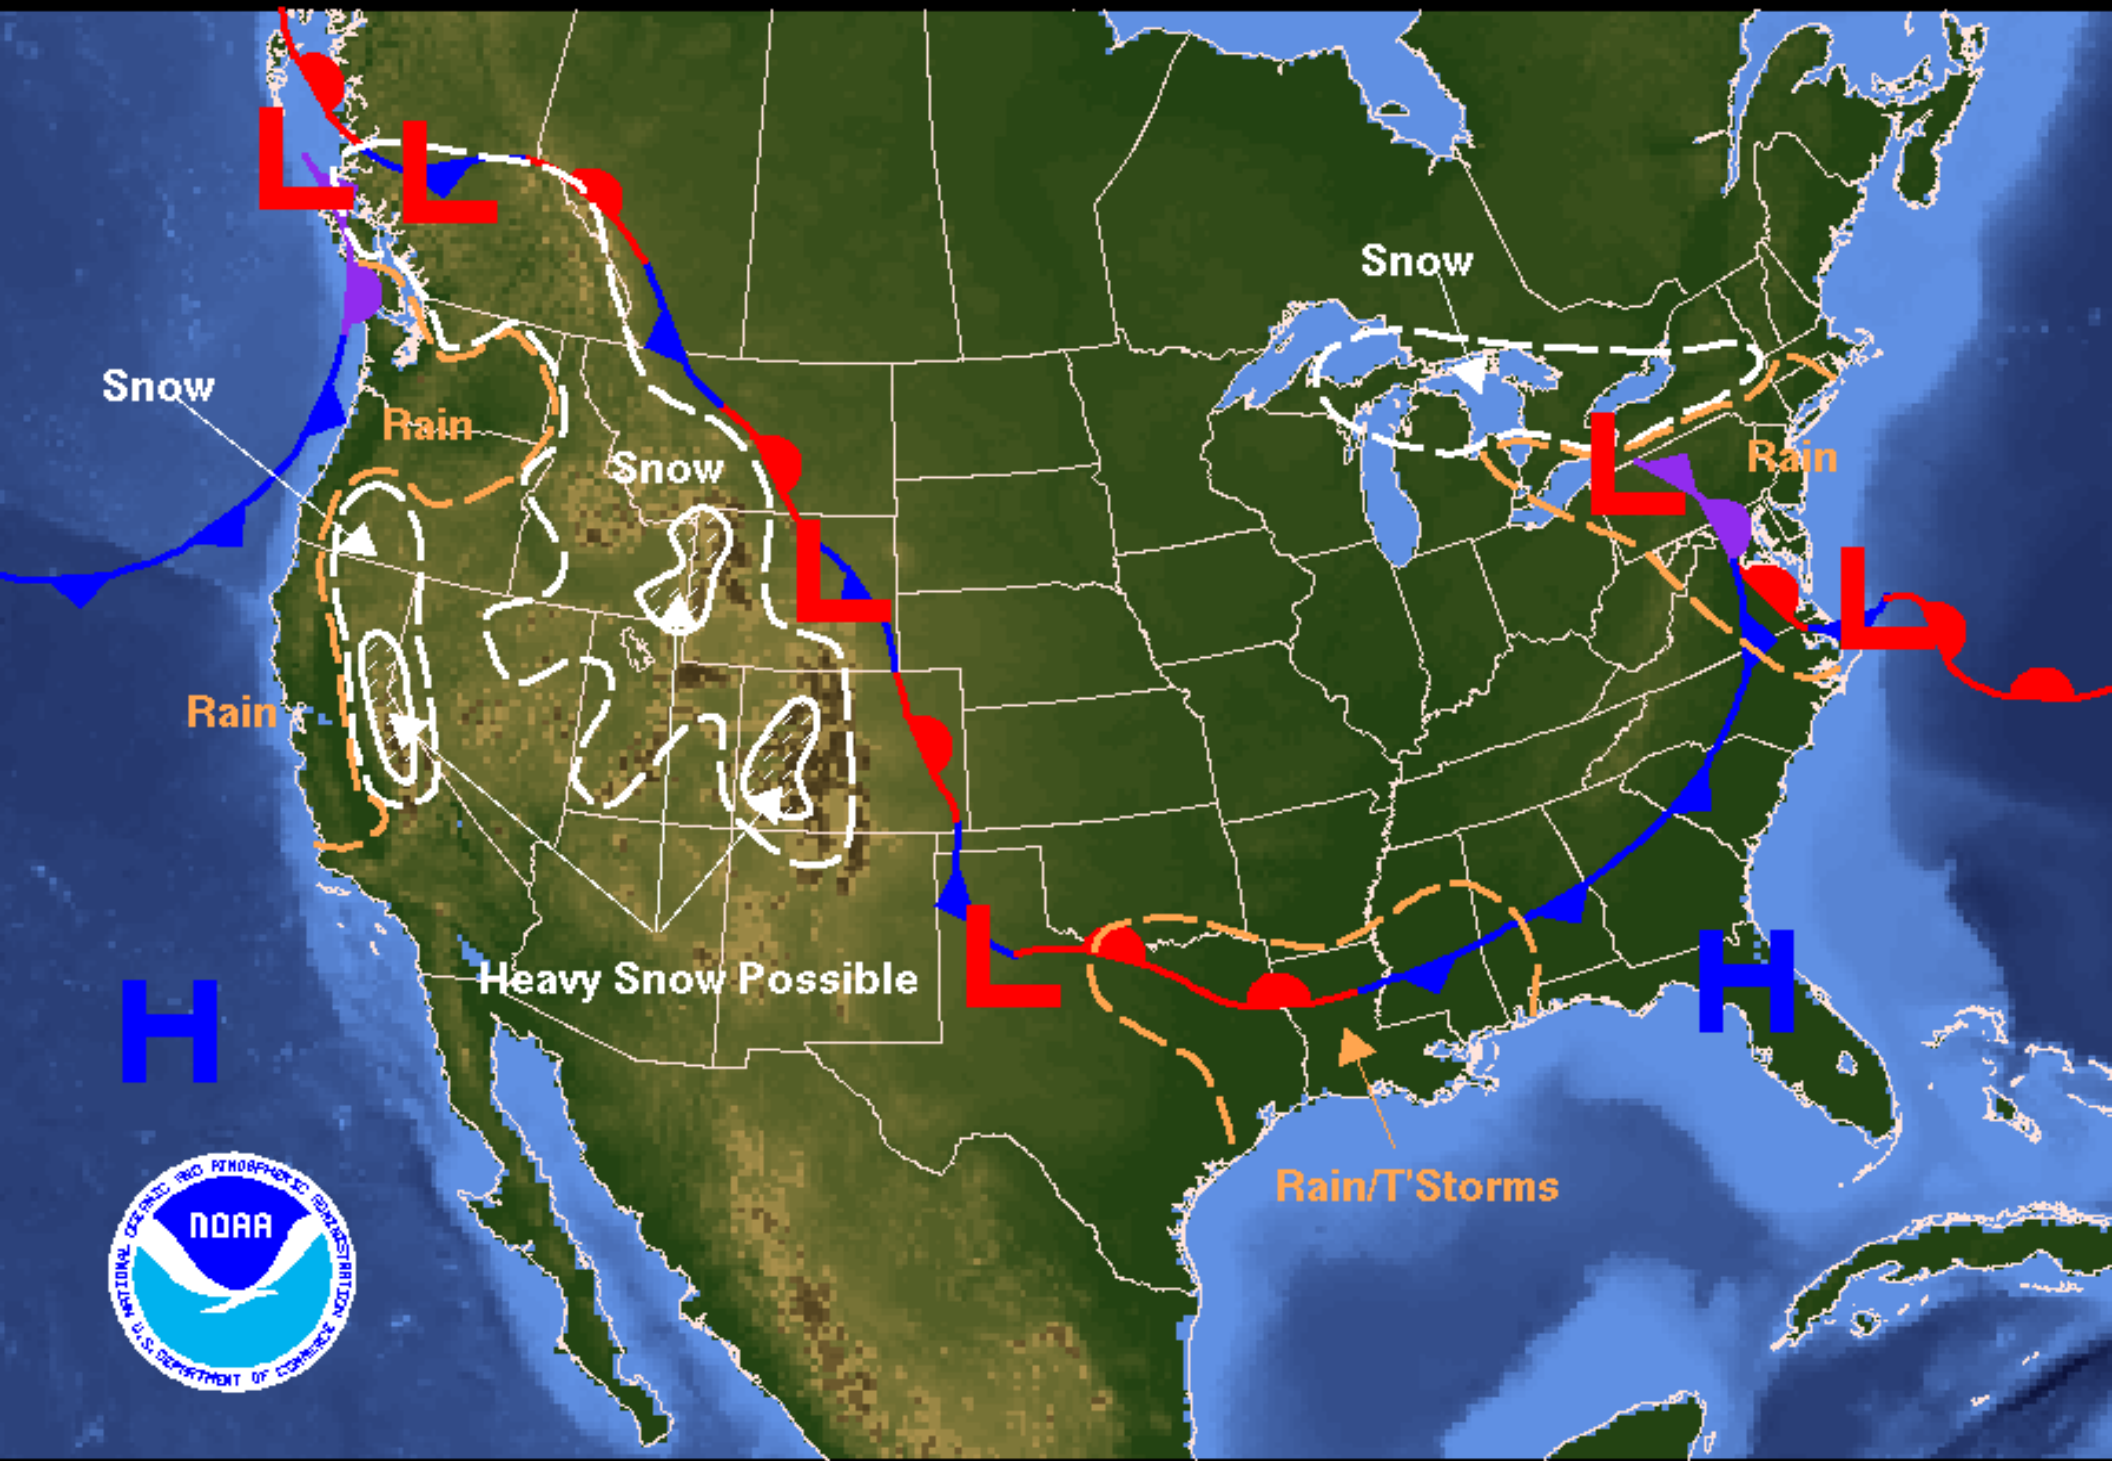 L
L
Snow
Snow
Rain
Snow
L
Rain
L
L
Rain
L
Heavy Snow Possible
H
H
Rain/T'Storms
NOAA
NATIONAL OCEANIC AND ATMOSPHERIC ADMINISTRATION
U.S. DEPARTMENT OF COMMERCE